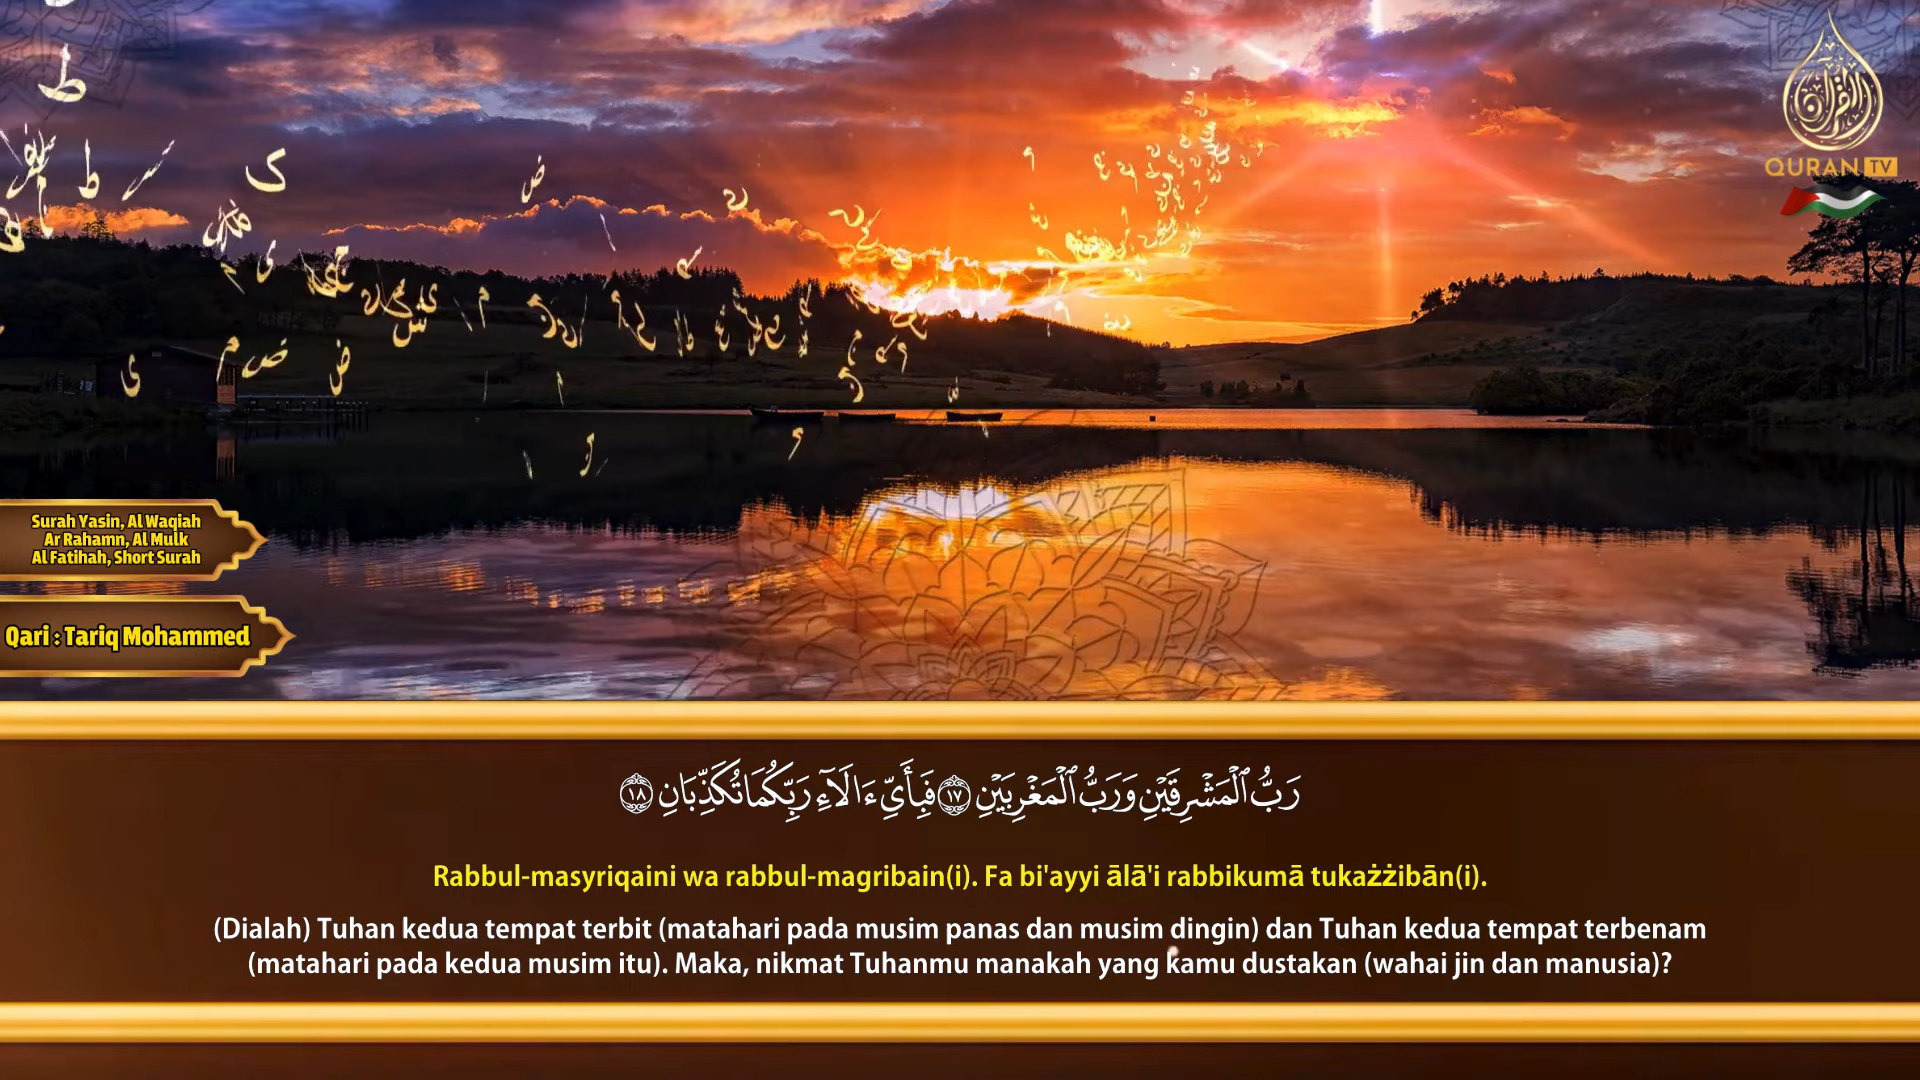 القرآن
QURAN TV
Surah Yasin, Al Waqiah
Ar Rahamn, Al Mulk
Al Fatihah, Short Surah
Qari : Tariq Mohammed
رَبُّ ٱلْمَشْرِقَيْنِ وَرَبُّ ٱلْمَغْرِبَيْنِ ١٧ فَبِأَيِّ ءَالَآءِ رَبِّكُمَا تُكَذِّبَانِ ١٨
Rabbul-masyriqaini wa rabbul-magribain(i). Fa bi'ayyi ālā'i rabbikumā tukażżibān(i).
(Dialah) Tuhan kedua tempat terbit (matahari pada musim panas dan musim dingin) dan Tuhan kedua tempat terbenam
(matahari pada kedua musim itu). Maka, nikmat Tuhanmu manakah yang kamu dustakan (wahai jin dan manusia)?